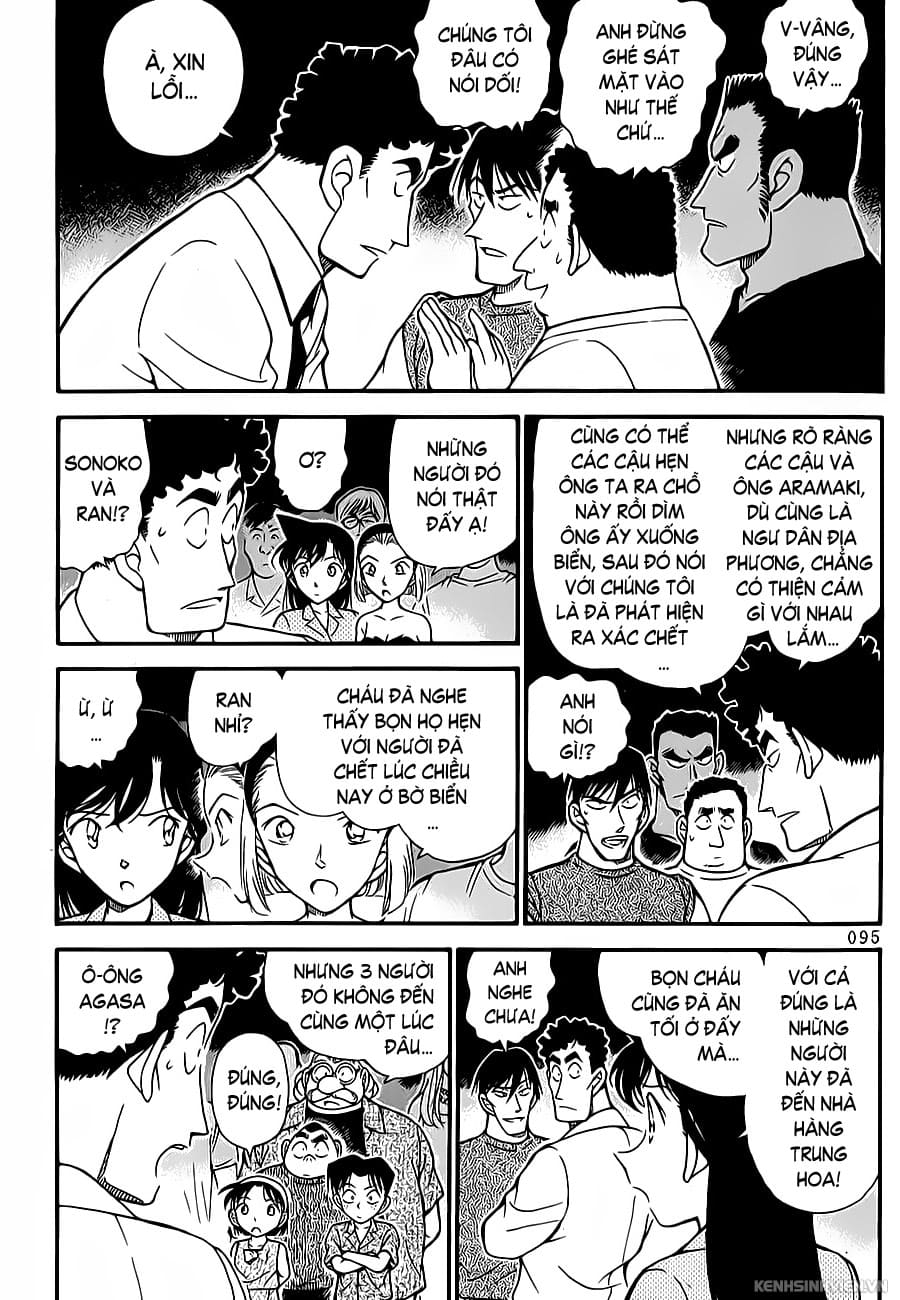 V-VÂNG,
ĐÚNG
VẬY...
ANH ĐỪNG
GHÉ SÁT
MẶT VÀO
NHƯ THẾ
CHỨ...
CHÚNG TÔI
ĐÂU CÓ
NÓI DỐI!
À, XIN
LỖI...
NHƯNG RÕ RÀNG
CÁC CẬU VÀ
ÔNG ARAMAKI,
DÙ CÙNG LÀ
NGƯ DÂN ĐỊA
PHƯƠNG, CHẲNG
CÓ THIỆN CẢM
GÌ VỚI NHAU
LẮM...
CŨNG CÓ THỂ
CÁC CẬU HẸN
ÔNG TA RA CHỖ
NÀY RỒI DÌM
ÔNG ẤY XUỐNG
BIỂN, SAU ĐÓ NÓI
VỚI CHÚNG TÔI
LÀ ĐÃ PHÁT HIỆN
RA XÁC CHẾT
...
ANH
NÓI
GÌ!?
NHỮNG
NGƯỜI ĐÓ
NÓI THẬT
ĐẤY Ạ!
Ơ?
SONOKO
VÀ
RAN!?
CHÁU ĐÃ NGHE
THẤY BỌN HỌ HẸN
VỚI NGƯỜI ĐÃ
CHẾT LÚC CHIỀU
NAY Ở BỜ BIỂN
...
RAN
NHỈ?
Ừ, Ừ
...
095
VỚI CẢ
ĐÚNG LÀ
NHỮNG
NGƯỜI
NÀY ĐÃ
ĐẾN NHÀ
HÀNG
TRUNG
HOA!
BỌN CHÁU
CŨNG ĐÃ ĂN
TỐI Ở ĐẤY
MÀ...
ANH
NGHE
CHƯA!
NHƯNG 3 NGƯỜI
ĐÓ KHÔNG ĐẾN
CÙNG MỘT LÚC
ĐÂU...
ĐÚNG,
ĐÚNG!
Ô-ÔNG
AGASA
!?
KENHSINHVIEN.VN